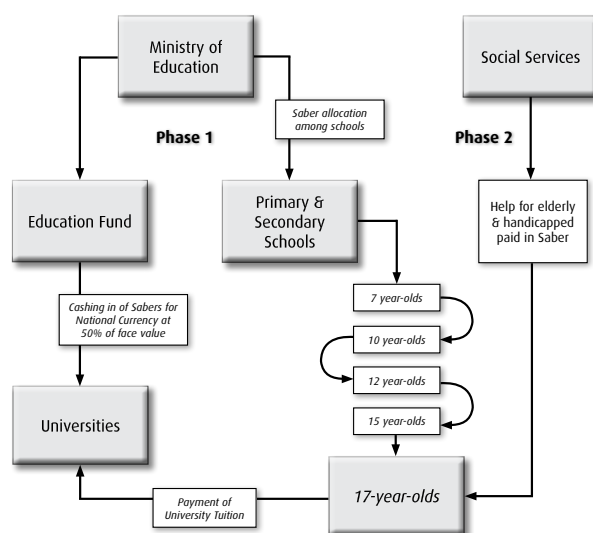 Ministry of
Education
Social Services
Saber allocation
among schools
Phase 1
Phase 2
Education Fund
Primary &
Secondary
Schools
Help for elderly
& handicapped
paid in Saber
Cashing in of Sabers for
National Currency at
50% of face value
7 year-olds
10 year-olds
12 year-olds
15 year-olds
Universities
17-year-olds
Payment of
University Tuition